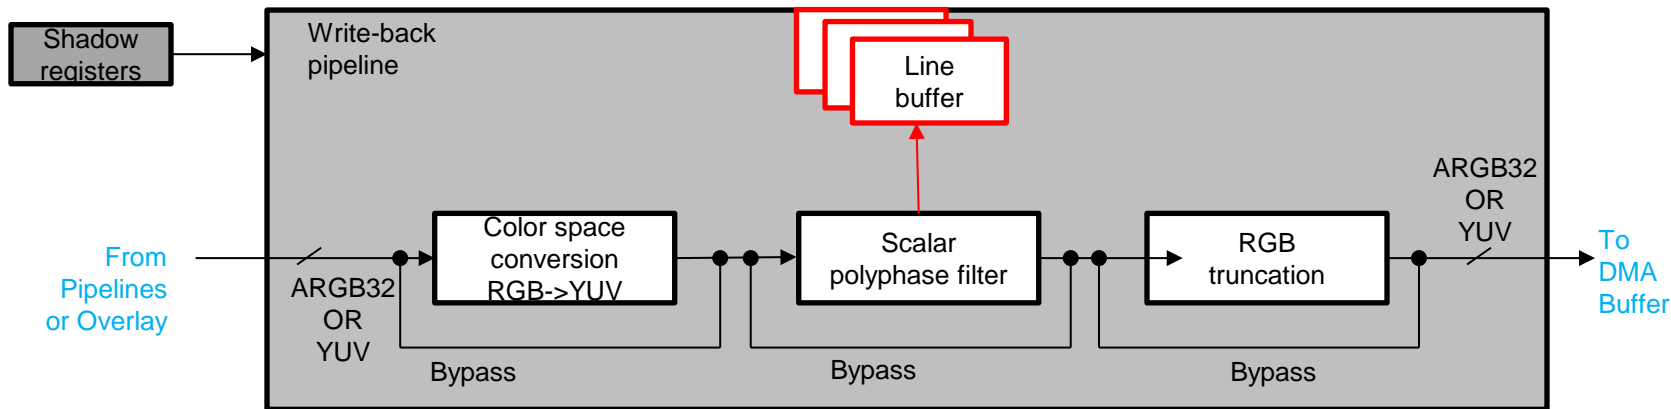 Shadow
registers
Write-back
pipeline
Line
buffer
From
Pipelines
or Overlay
ARGB32
OR
YUV
Color space
conversion
RGB->YUV
Bypass
Scalar
polyphase filter
Bypass
RGB
truncation
Bypass
ARGB32
OR
YUV
To
DMA
Buffer